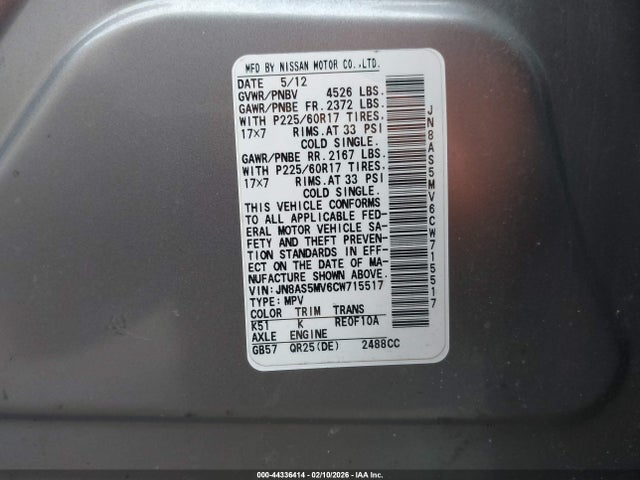 MFD BY NISSAN MOTOR CO.,LTD.
DATE 5/12
GVWR/PNBV 4526 LBS.
GAWR/PNBE FR. 2372 LBS.
WITH P225/60R17 TIRES.
17×7 RIMS.AT 33 PSI
COLD SINGLE.
GAWR/PNBE RR. 2167 LBS.
WITH P225/60R17 TIRES.
17×7 RIMS.AT 33 PSI
COLD SINGLE.
THIS VEHICLE CONFORMS
TO ALL APPLICABLE FED-
ERAL MOTOR VEHICLE SA-
FETY AND THEFT PREVEN-
TION STANDARDS IN EFF-
ECT ON THE DATE OF MA-
NUFACTURE SHOWN ABOVE.
VIN:JN8AS5MV6CW715517
TYPE:MPV
COLOR TRIM TRANS
K51 K RE0F10A
AXLE ENGINE
GB57 QR25(DE) 2488CC
JN8AS5MV6CW715517
000-44336414 - 02/10/2026 - IAA Inc.